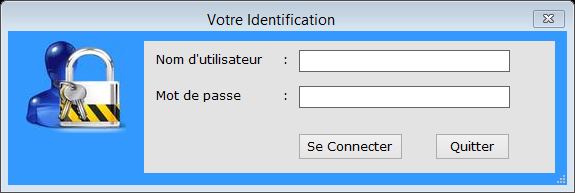 Votre Identification
Nom d'utilisateur :
Mot de passe :
Se Connecter Quitter